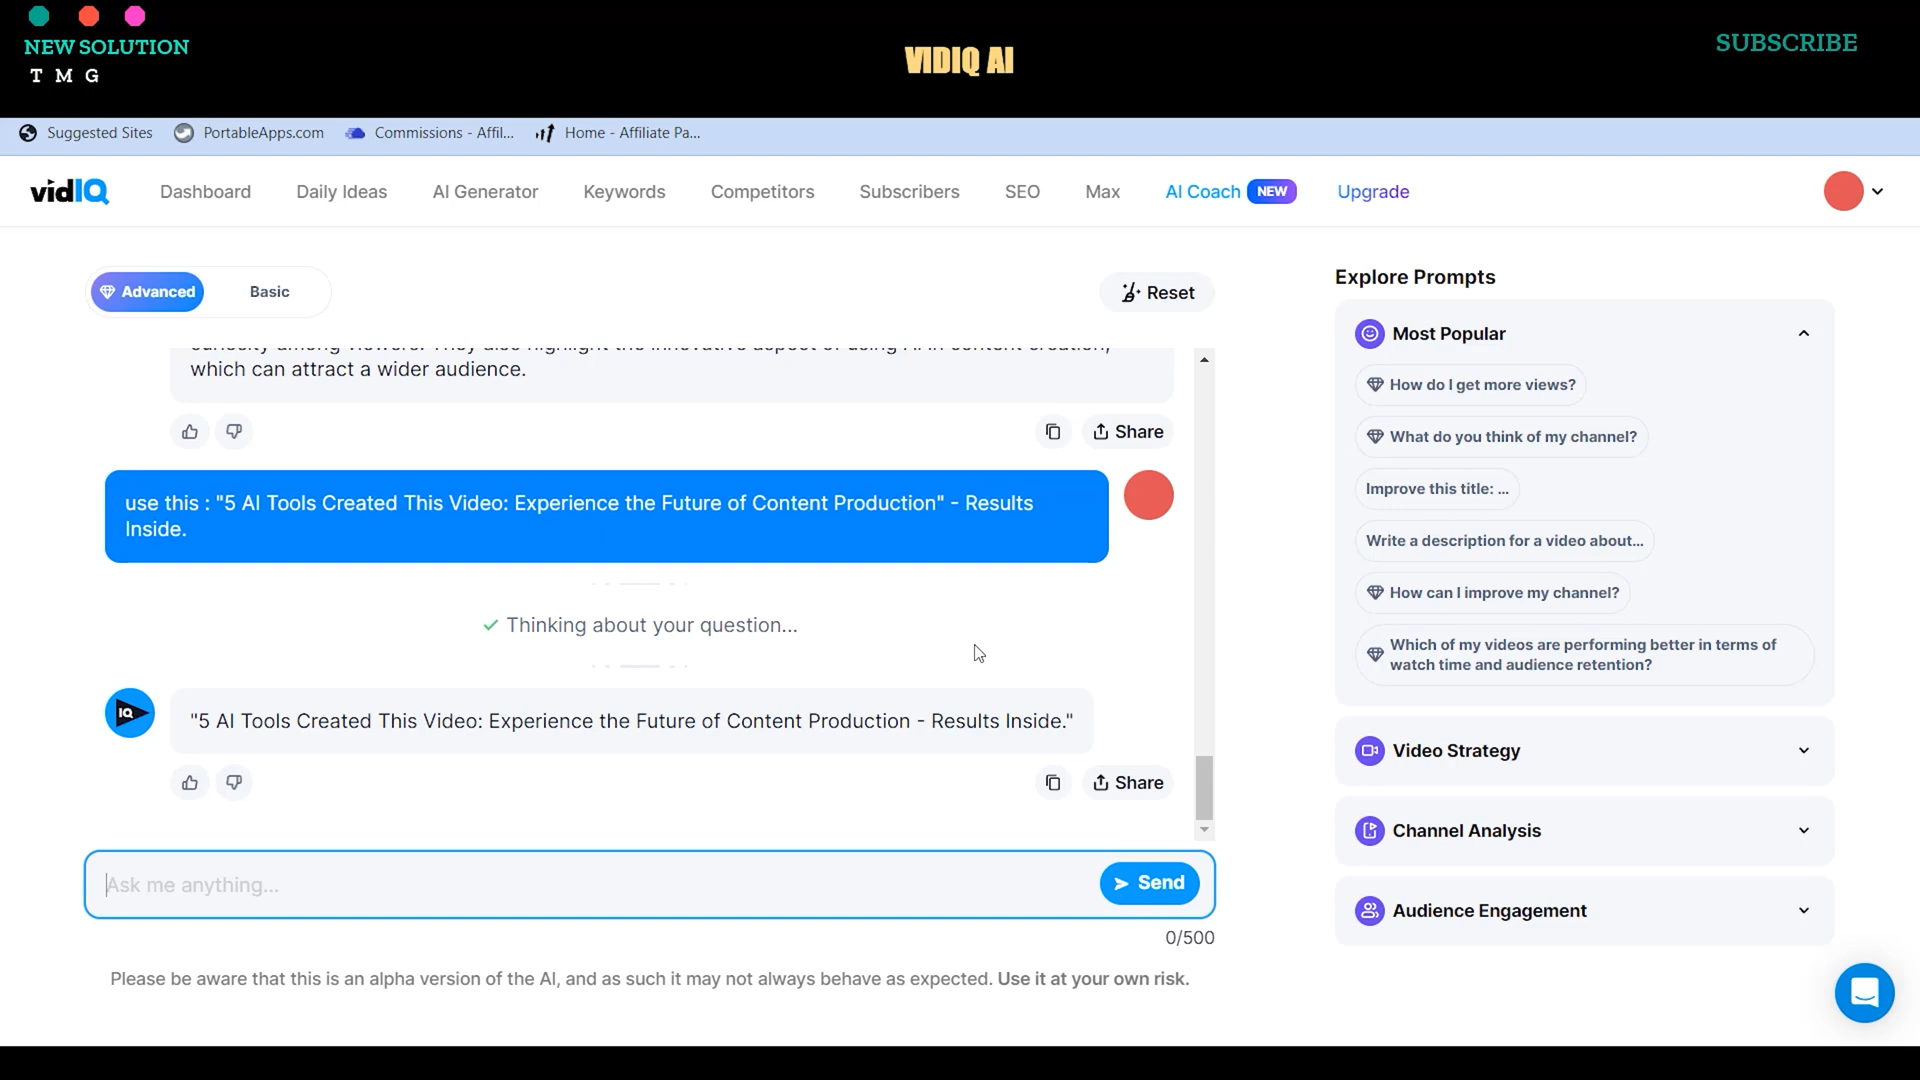 NEW SOLUTION
T M G
VIDIQ AI
SUBSCRIBE
Suggested Sites
PortableApps.com
Commissions - Affil...
Home - Affiliate Pa...
vidIQ
Dashboard
Daily Ideas
AI Generator
Keywords
Competitors
Subscribers
SEO
Max
AI Coach NEW
Upgrade
Advanced
Basic
Reset
which can attract a wider audience.
Share
use this : "5 AI Tools Created This Video: Experience the Future of Content Production" - Results
Inside.
Thinking about your question...
IQ
"5 AI Tools Created This Video: Experience the Future of Content Production - Results Inside."
Share
Ask me anything...
Send
0/500
Please be aware that this is an alpha version of the AI, and as such it may not always behave as expected. Use it at your own risk.
Explore Prompts
Most Popular
How do I get more views?
What do you think of my channel?
Improve this title: ...
Write a description for a video about...
How can I improve my channel?
Which of my videos are performing better in terms of
watch time and audience retention?
Video Strategy
Channel Analysis
Audience Engagement